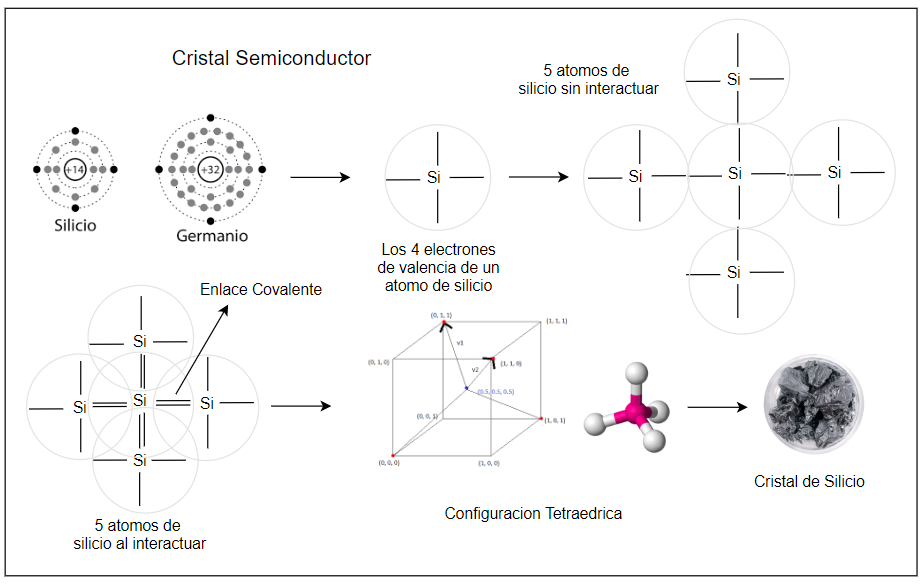 Cristal Semiconductor
5 atomos de
silicio sin interactuar
Si
Si
Si
Si
Si
+14
Silicio
+32
Germanio
Si
Los 4 electrones
de valencia de un
atomo de silicio
Enlace Covalente
Si
Si
Si
Si
Si
5 atomos de
silicio al interactuar
(0, 1, 1)
(1, 1, 1)
v1
(0, 1, 0)
(1, 1, 0)
v2
(0.5, 0.5, 0.5)
(0, 0, 1)
(1, 0, 1)
(0, 0, 0)
(1, 0, 0)
Configuracion Tetraedrica
Cristal de Silicio